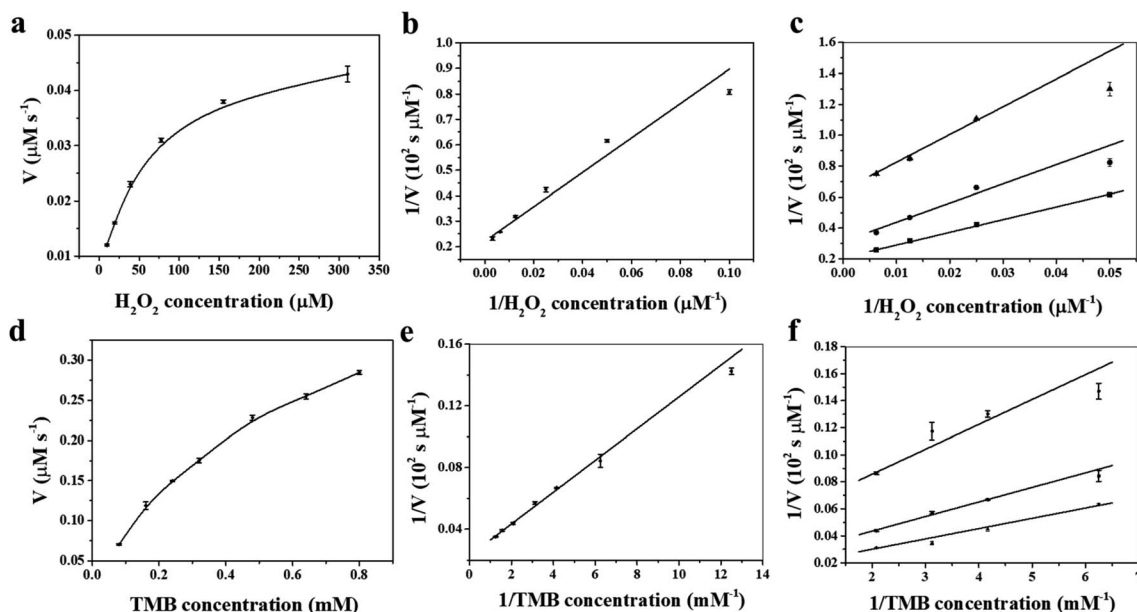 a
V (μM s⁻¹)
0.05
0.04
0.03
0.02
0.01
0 50 100 150 200 250 300 350
H₂O₂ concentration (μM)
b
1/V (10² s μM⁻¹)
1.0
0.9
0.8
0.7
0.6
0.5
0.4
0.3
0.2
0.00 0.02 0.04 0.06 0.08 0.10
1/H₂O₂ concentration (μM⁻¹)
c
1/V (10² s μM⁻¹)
1.6
1.4
1.2
1.0
0.8
0.6
0.4
0.2
0.00 0.01 0.02 0.03 0.04 0.05
1/H₂O₂ concentration (μM⁻¹)
d
V (μM s⁻¹)
0.30
0.25
0.20
0.15
0.10
0.05
0.0 0.2 0.4 0.6 0.8
TMB concentration (mM)
e
1/V (10² s μM⁻¹)
0.16
0.12
0.08
0.04
0 2 4 6 8 10 12 14
1/TMB concentration (mM⁻¹)
f
1/V (10² s μM⁻¹)
0.18
0.16
0.14
0.12
0.10
0.08
0.06
0.04
0.02
2 3 4 5 6 7
1/TMB concentration (mM⁻¹)